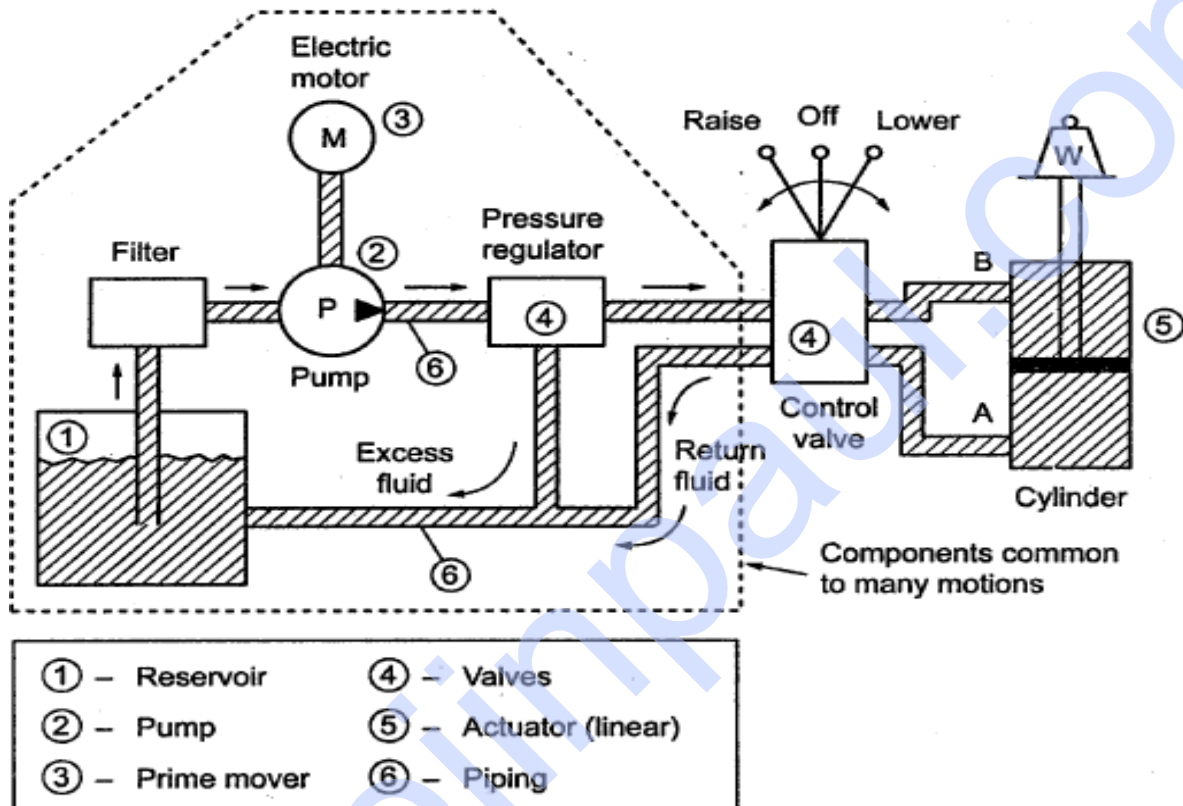 Electric
motor
M
③
Raise
Off
Lower
W
Filter
②
Pressure
regulator
P
④
⑥
Pump
B
⑤
④
A
Control
valve
①
Excess
fluid
Return
fluid
Cylinder
⑥
Components common
to many motions
① – Reservoir
④ – Valves
② – Pump
⑤ – Actuator (linear)
③ – Prime mover
⑥ – Piping
jinpaul.com